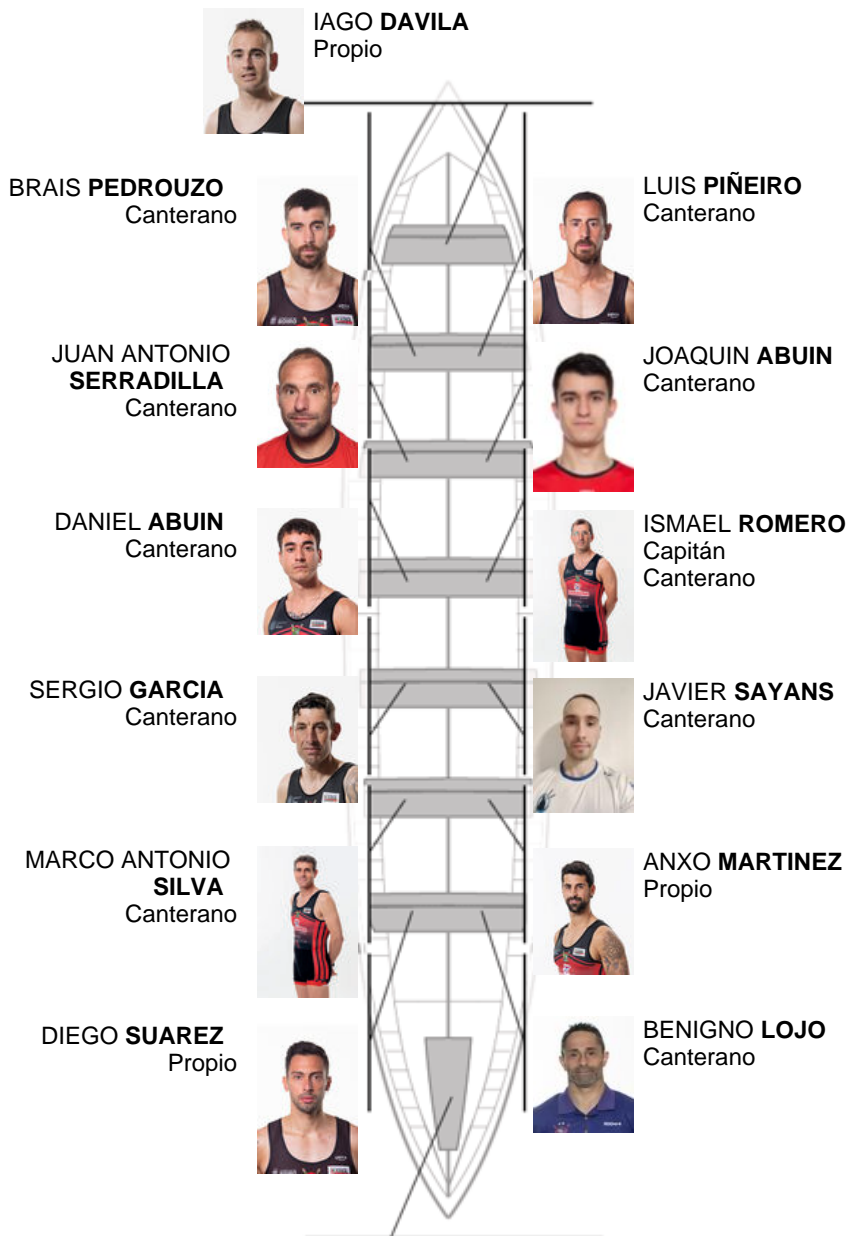 IAGO DAVILA
Propio
BRAIS PEDROUZO
Canterano
LUIS PIÑEIRO
Canterano
JUAN ANTONIO
SERRADILLA
Canterano
JOAQUIN ABUIN
Canterano
DANIEL ABUIN
Canterano
ISMAEL ROMERO
Capitán
Canterano
SERGIO GARCIA
Canterano
JAVIER SAYANS
Canterano
MARCO ANTONIO
SILVA
Canterano
ANXO MARTINEZ
Propio
DIEGO SUAREZ
Propio
BENIGNO LOJO
Canterano